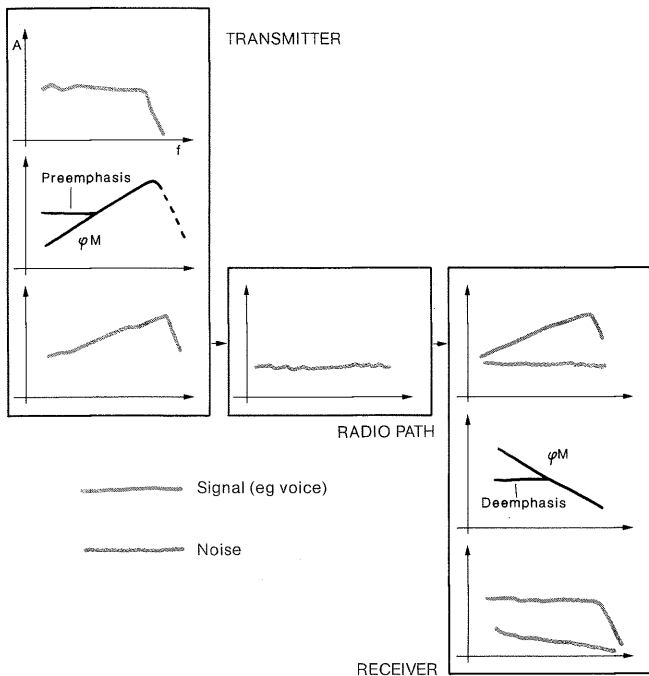 TRANSMITTER
A
f
Preemphasis
φM
RADIO PATH
φM
Deemphasis
Signal (eg voice)
Noise
RECEIVER